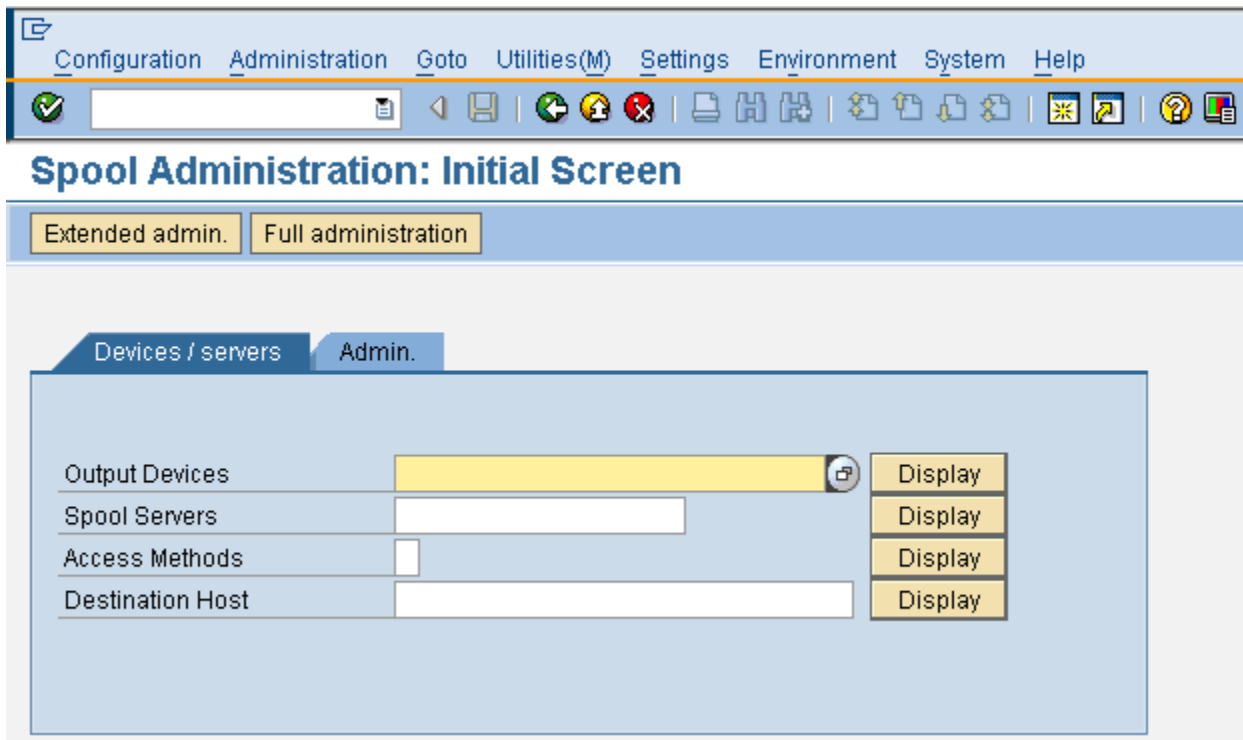 Configuration Administration Goto Utilities(M) Settings Environment System Help
Spool Administration: Initial Screen
Extended admin. Full administration
Devices / servers Admin.
Output Devices Display
Spool Servers Display
Access Methods Display
Destination Host Display